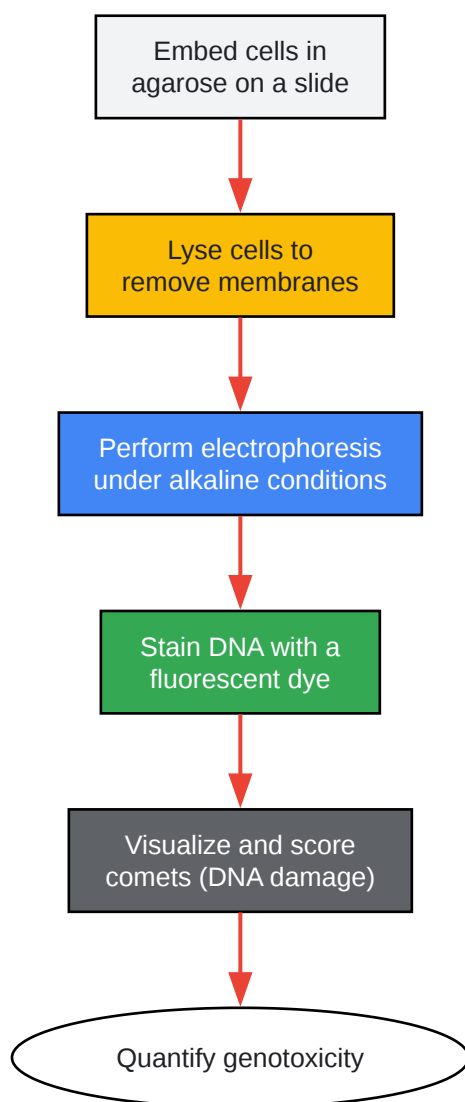 Embed cells in
agarose on a slide
Lyse cells to
remove membranes
Perform electrophoresis
under alkaline conditions
Stain DNA with a
fluorescent dye
Visualize and score
comets (DNA damage)
Quantify genotoxicity